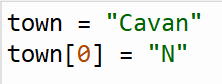 town = "Cavan"
town[0] = "N"